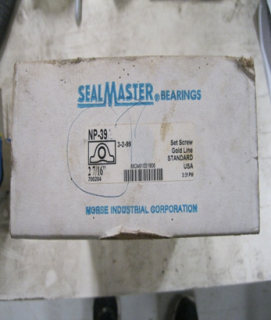 SEALMASTER® BEARINGS
NP-39
3-2-89
1 7/16
700204
Set Screw
Gold Line
STANDARD
USA
MORSE INDUSTRIAL CORPORATION